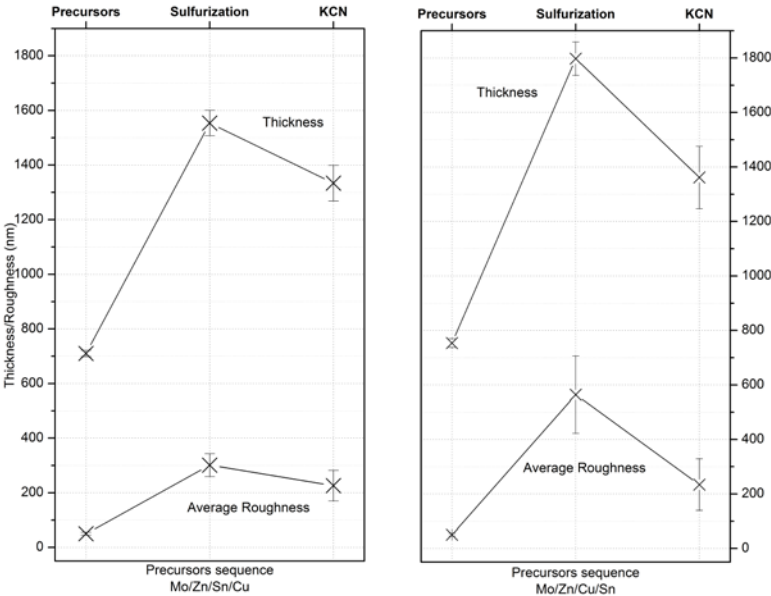 Precursors Sulfurization KCN
1800
1600
1400
1200
1000
800
600
400
200
0
Thickness/Roughness (nm)
Thickness
Average Roughness
Precursors sequence
Mo/Zn/Sn/Cu
Precursors Sulfurization KCN
Thickness
Average Roughness
1800
1600
1400
1200
1000
800
600
400
200
0
Precursors sequence
Mo/Zn/Cu/Sn